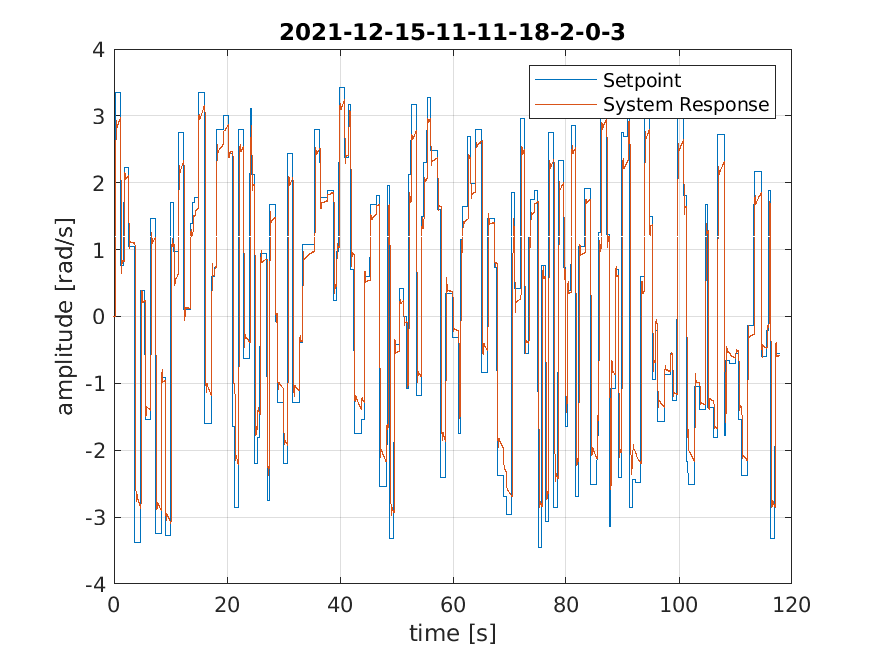 2021-12-15-11-11-18-2-0-3
Setpoint
System Response
amplitude [rad/s]
4
3
2
1
0
-1
-2
-3
-4
0 20 40 60 80 100 120
time [s]